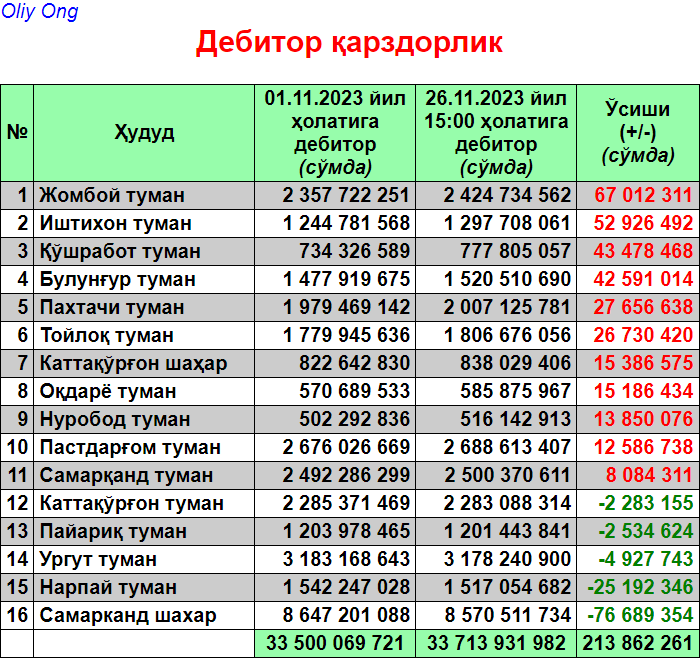 Oliy Ong
Дебитор қарздорлик
№ Ҳудуд 01.11.2023 йил ҳолатига дебитор (сўмда) 26.11.2023 йил 15:00 ҳолатига дебитор (сўмда) Ўсиши (+/-) (сўмда)
1 Жомбой туман 2 357 722 251 2 424 734 562 67 012 311
2 Иштихон туман 1 244 781 568 1 297 708 061 52 926 492
3 Қўшработ туман 734 326 589 777 805 057 43 478 468
4 Булунғур туман 1 477 919 675 1 520 510 690 42 591 014
5 Пахтачи туман 1 979 469 142 2 007 125 781 27 656 638
6 Тойлоқ туман 1 779 945 636 1 806 676 056 26 730 420
7 Каттақўрғон шаҳар 822 642 830 838 029 406 15 386 575
8 Оқдарё туман 570 689 533 585 875 967 15 186 434
9 Нуробод туман 502 292 836 516 142 913 13 850 076
10 Пастдарғом туман 2 676 026 669 2 688 613 407 12 586 738
11 Самарқанд туман 2 492 286 299 2 500 370 611 8 084 311
12 Каттақўрғон туман 2 285 371 469 2 283 088 314 -2 283 155
13 Пайариқ туман 1 203 978 465 1 201 443 841 -2 534 624
14 Ургут туман 3 183 168 643 3 178 240 900 -4 927 743
15 Нарпай туман 1 542 247 028 1 517 054 682 -25 192 346
16 Самарканд шахар 8 647 201 088 8 570 511 734 -76 689 354
33 500 069 721 33 713 931 982 213 862 261